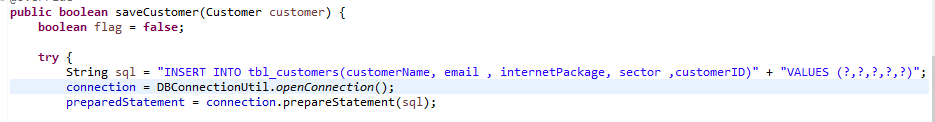 public boolean saveCustomer(Customer customer) {
boolean flag = false;
try {
String sql = "INSERT INTO tbl_customers(customerName, email , internetPackage, sector ,customerID)" + "VALUES (?,?,?,?,?)";
connection = DBConnectionUtil.openConnection();
preparedStatement = connection.prepareStatement(sql);